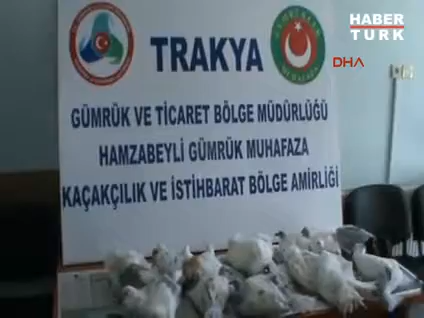 HABER
TÜRK
DHA
TRAKYA
GÜMRÜK VE TİCARET BÖLGE MÜDÜRLÜĞÜ
HAMZABEYLİ GÜMRÜK MUHAFAZA
KAÇAKÇILIK VE İSTİHBARAT BÖLGE AMİRLİĞİ